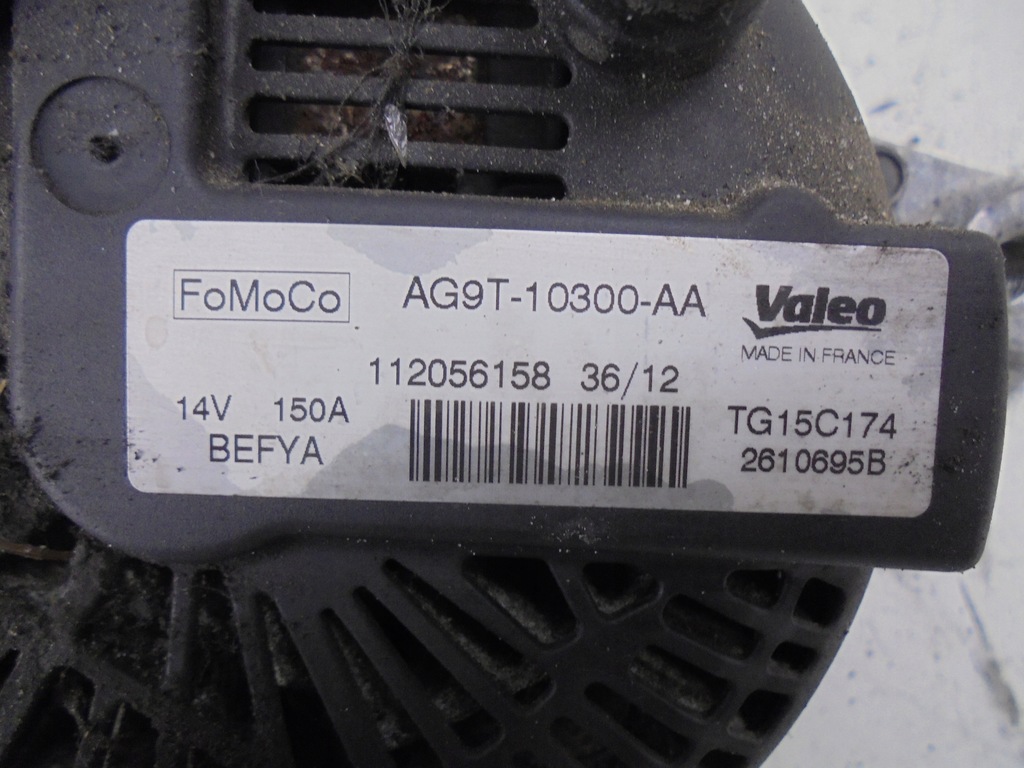 FoMoCo AG9T-10300-AA Valeo
MADE IN FRANCE
112056158 36/12
14V 150A TG15C174
BEFYA 2610695B